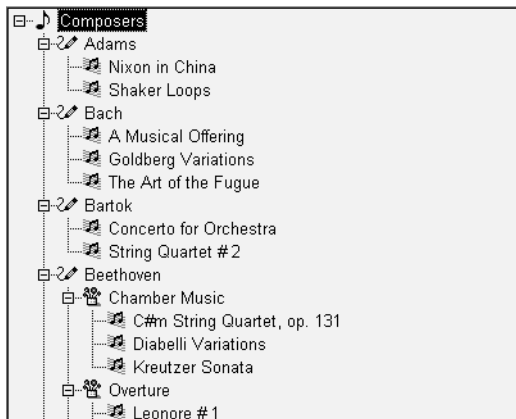 Composers
Adams
Nixon in China
Shaker Loops
Bach
A Musical Offering
Goldberg Variations
The Art of the Fugue
Bartok
Concerto for Orchestra
String Quartet #2
Beethoven
Chamber Music
C#m String Quartet, op. 131
Diabelli Variations
Kreutzer Sonata
Overture
Leonore #1